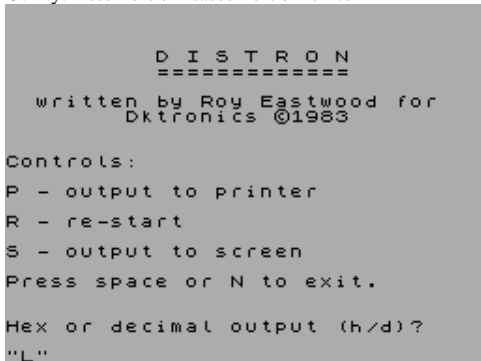 D I S T R O N
=============
written by Roy Eastwood for
Dktronics ©1983
Controls:
P - output to printer
R - re-start
S - output to screen
Press space or N to exit.
Hex or decimal output (h/d)?
"L"